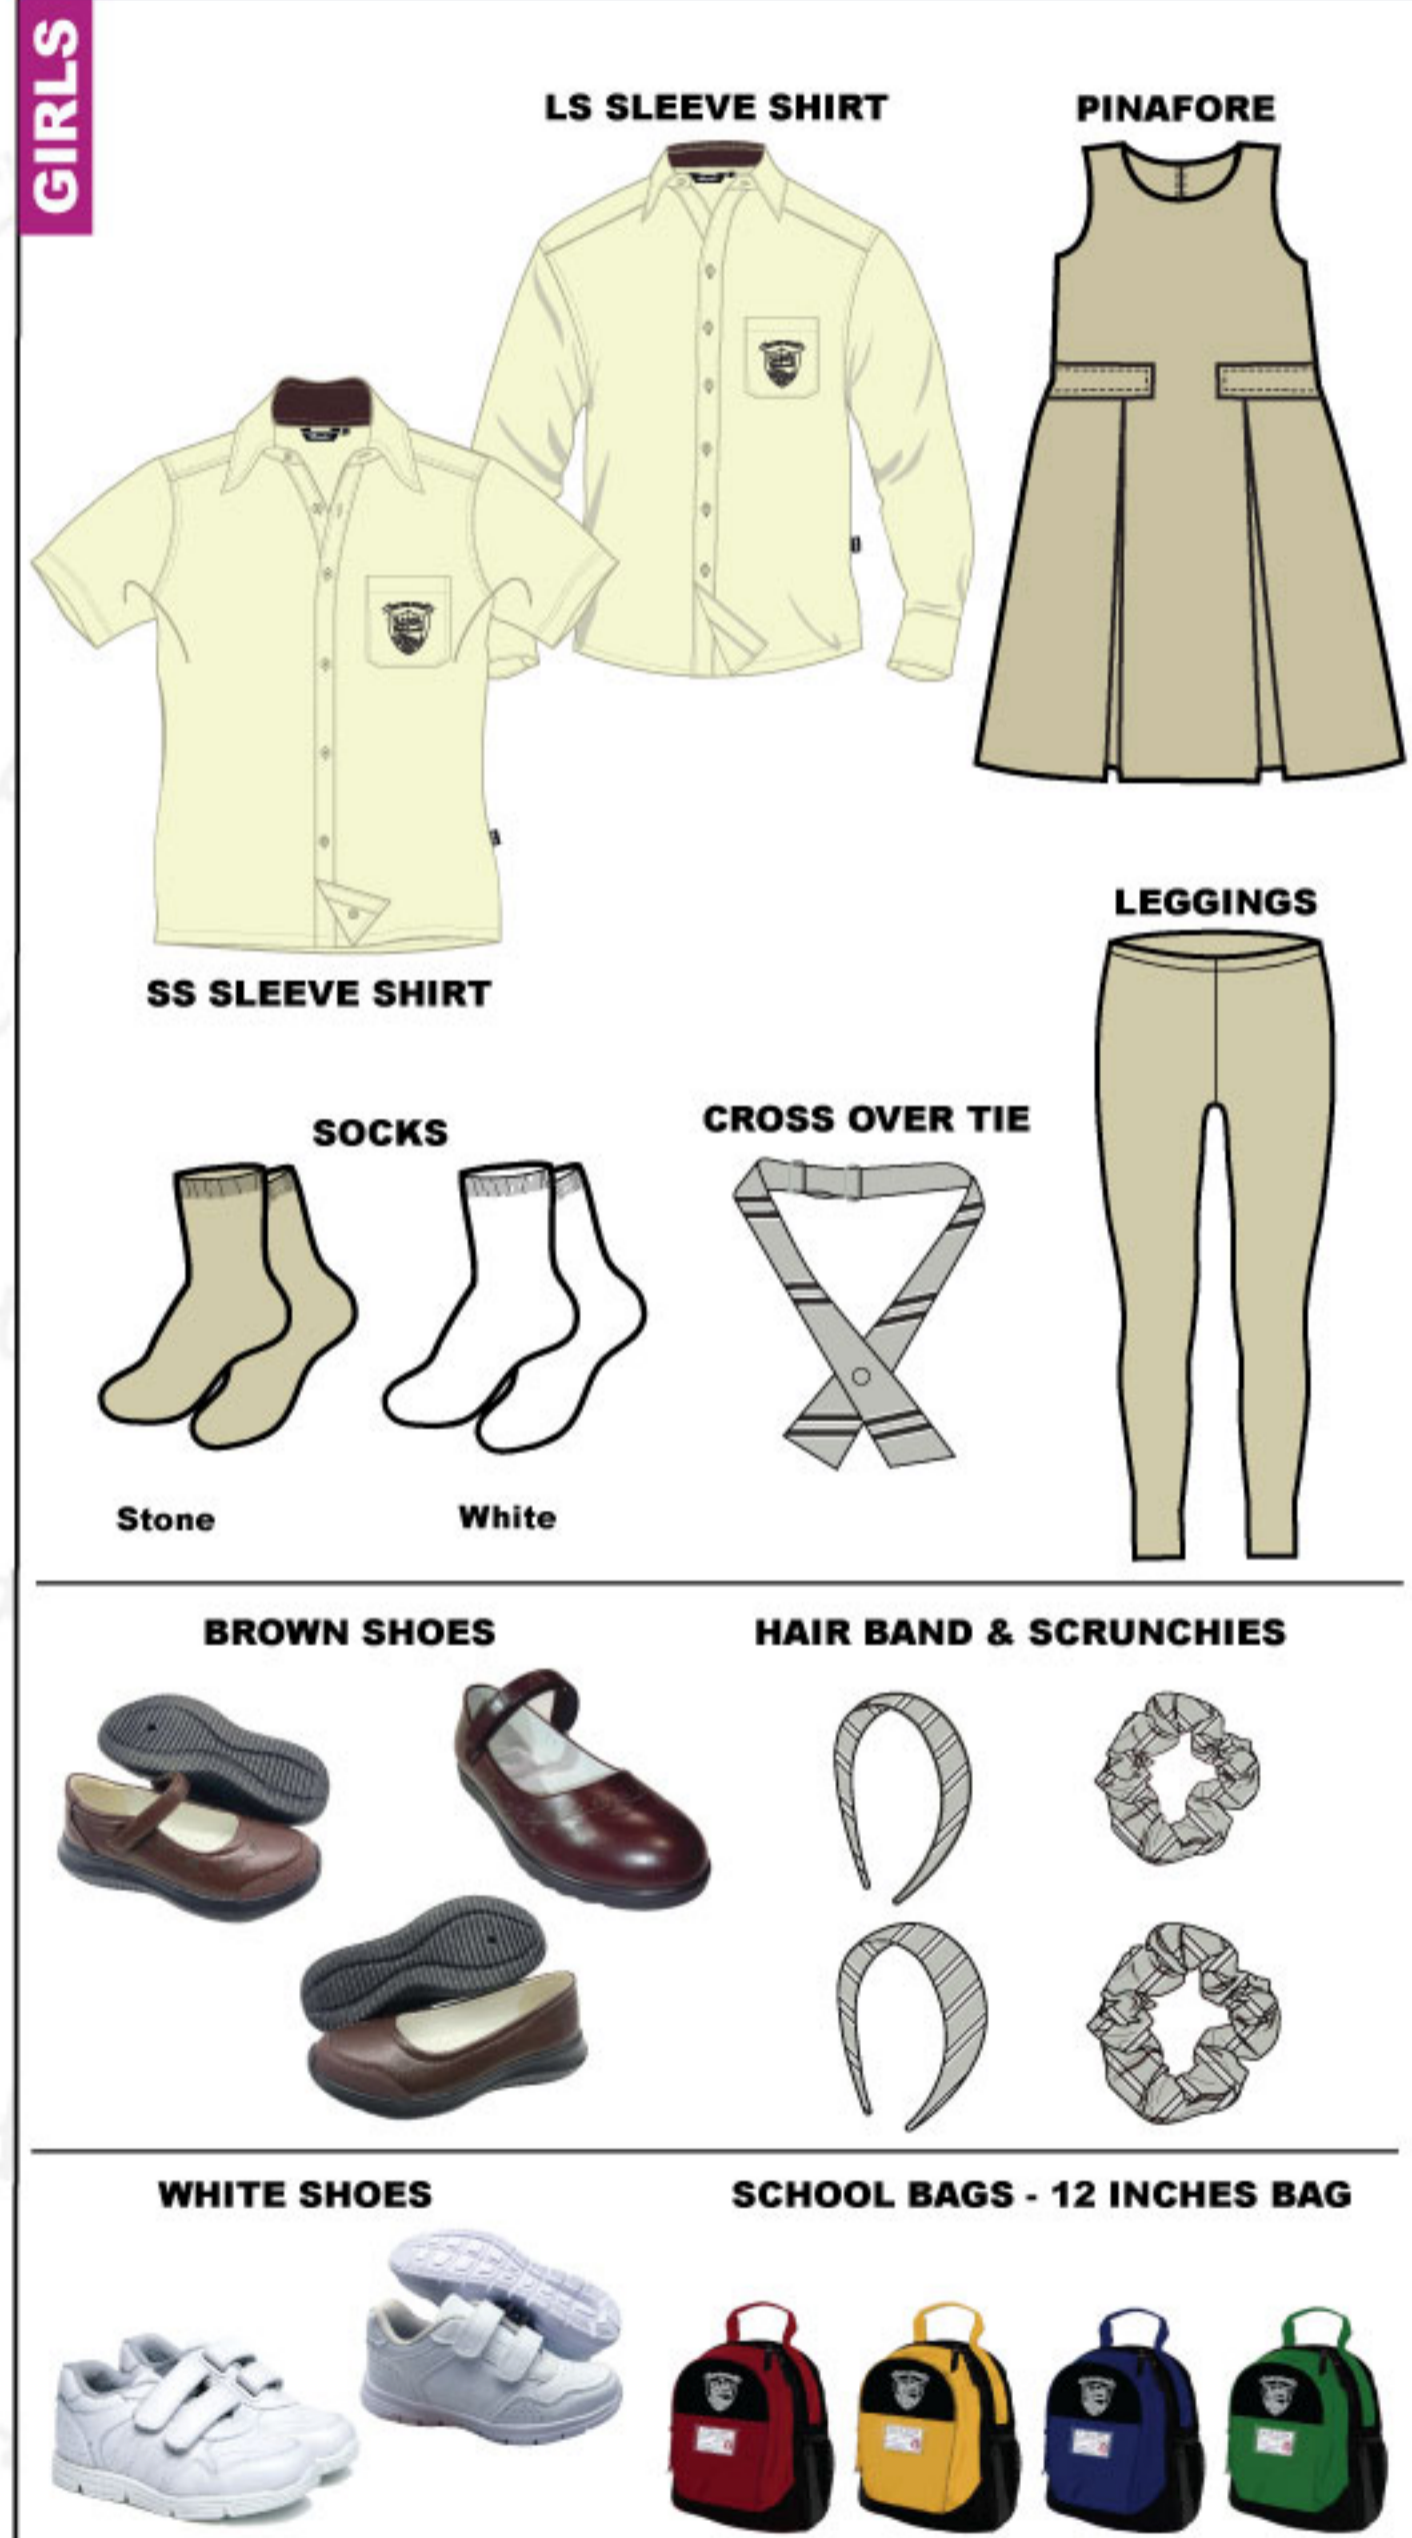 GIRLS
LS SLEEVE SHIRT
PINAFORE
SS SLEEVE SHIRT
LEGGINGS
SOCKS
CROSS OVER TIE
Stone
White
BROWN SHOES
HAIR BAND & SCRUNCHIES
WHITE SHOES
SCHOOL BAGS - 12 INCHES BAG